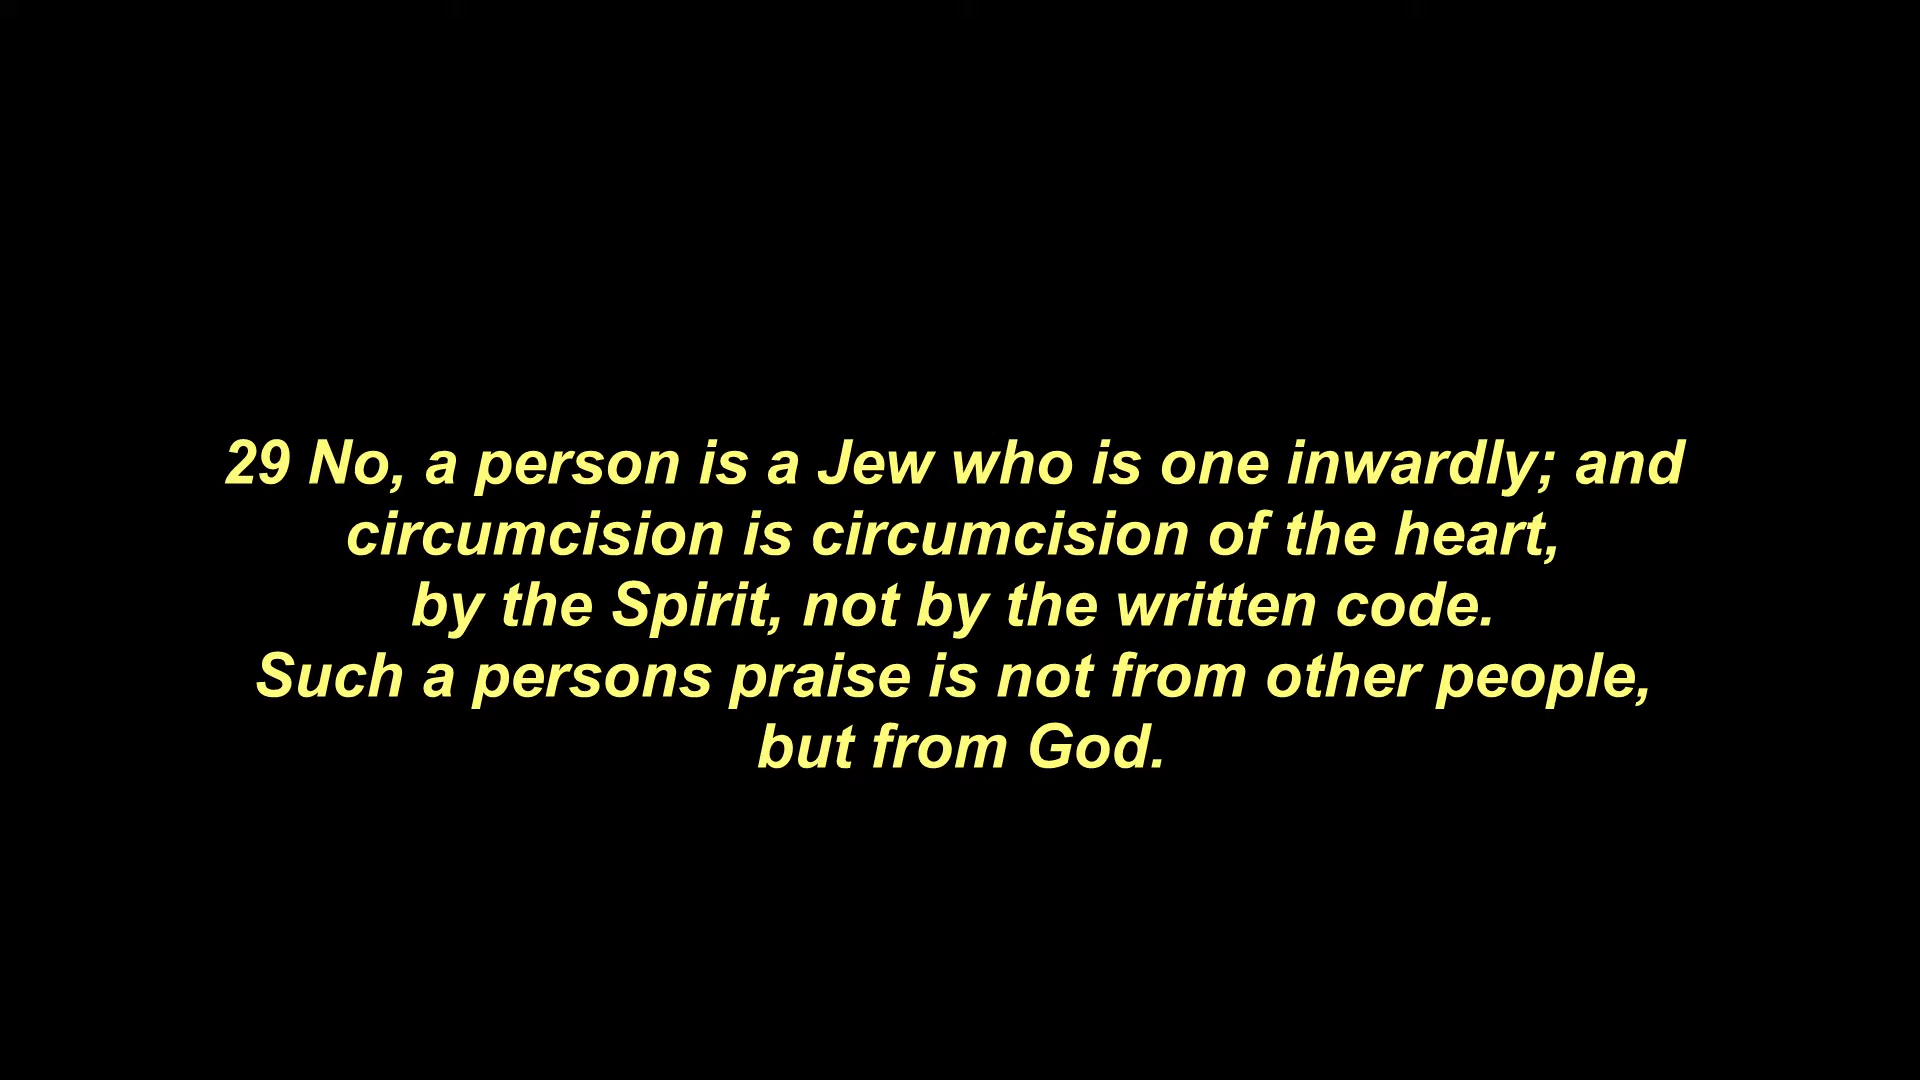 29 No, a person is a Jew who is one inwardly; and
circumcision is circumcision of the heart,
by the Spirit, not by the written code.
Such a persons praise is not from other people,
but from God.